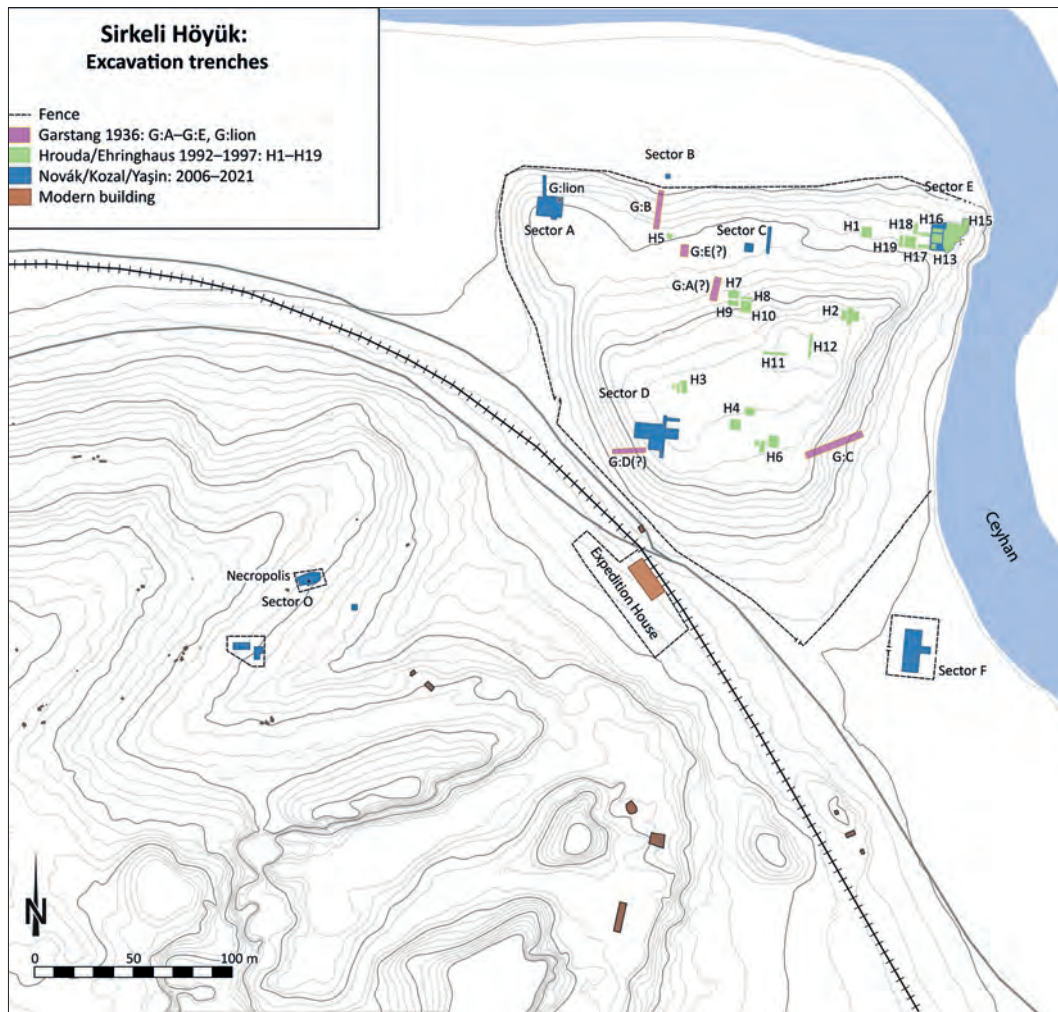 Sirkeli Höyük:
Excavation trenches
Fence
Garstang 1936: G:A–G:E, G:lion
Hrouda/Ehringhaus 1992–1997: H1–H19
Novák/Kozal/Yaşin: 2006–2021
Modern building
Sector B
G:lion
Sector A
G:B
H5
G:E(?)
Sector C
Sector E
H1
H18
H16
H15
H19
H17
H13
G:A(?)
H7
H8
H9
H10
H2
H12
H11
H3
Sector D
H4
H6
G:D(?)
G:C
Ceyhan
Necropolis
Sector O
Expedition House
Sector F
N
0 50 100 m